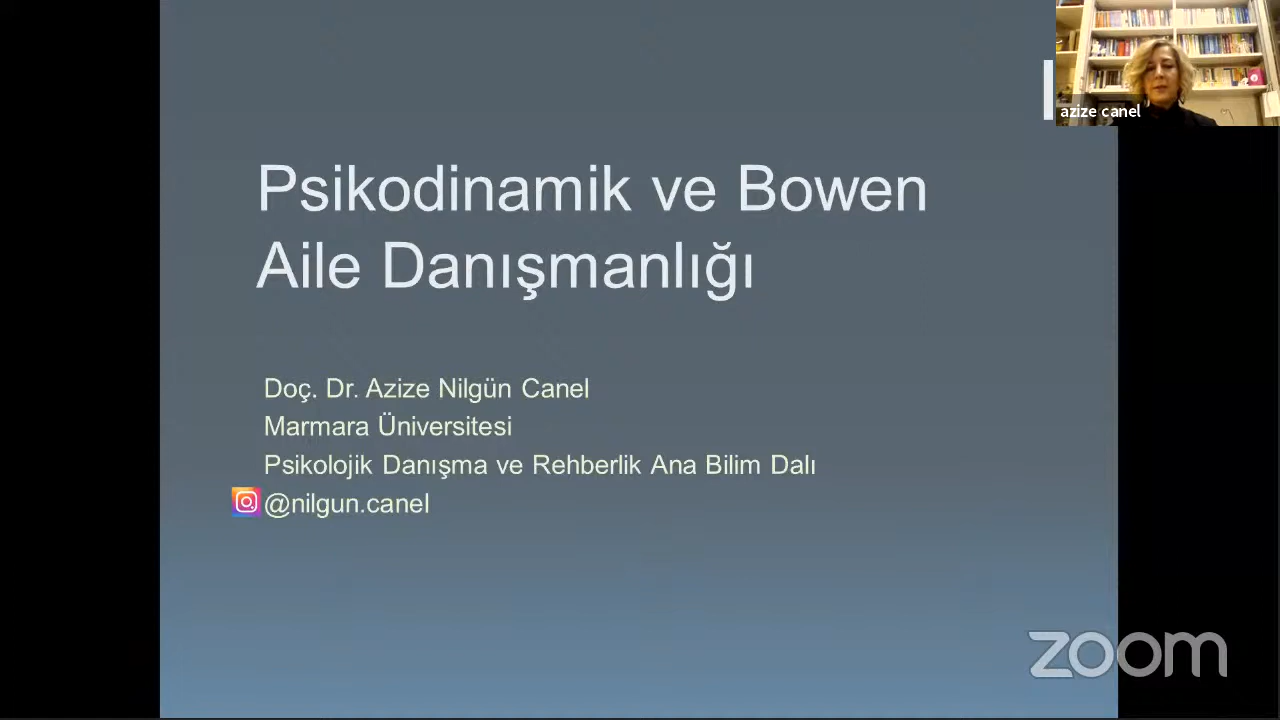 azize canel
Psikodinamik ve Bowen
Aile Danışmanlığı
Doç. Dr. Azize Nilgün Canel
Marmara Üniversitesi
Psikolojik Danışma ve Rehberlik Ana Bilim Dalı
@nilgun.canel
zoom